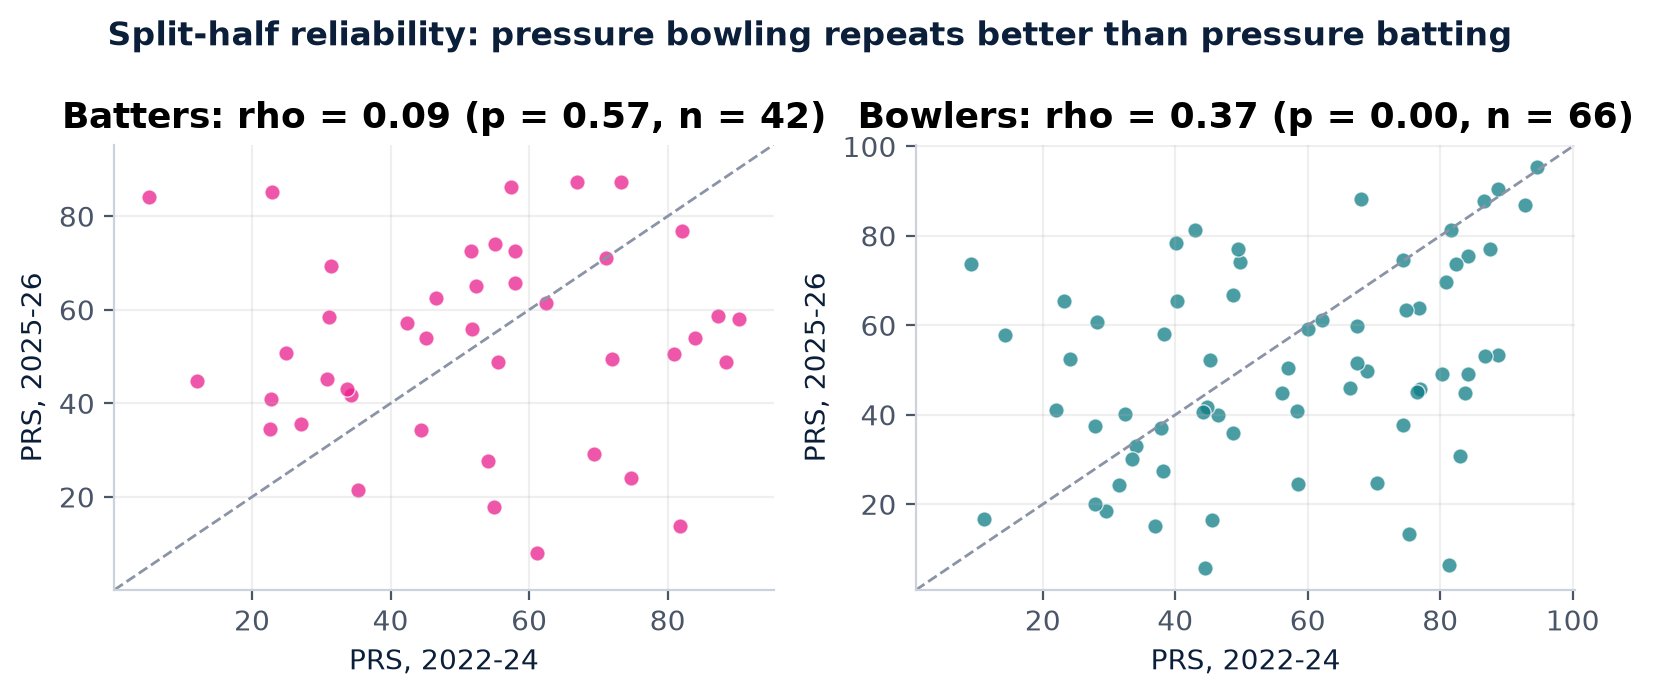 Split-half reliability: pressure bowling repeats better than pressure batting
Batters: rho = 0.09 (p = 0.57, n = 42)
80
60
40
20
PRS, 2025-26
20
40
60
80
PRS, 2022-24
Bowlers: rho = 0.37 (p = 0.00, n = 66)
100
80
60
40
20
PRS, 2025-26
20
40
60
80
100
PRS, 2022-24